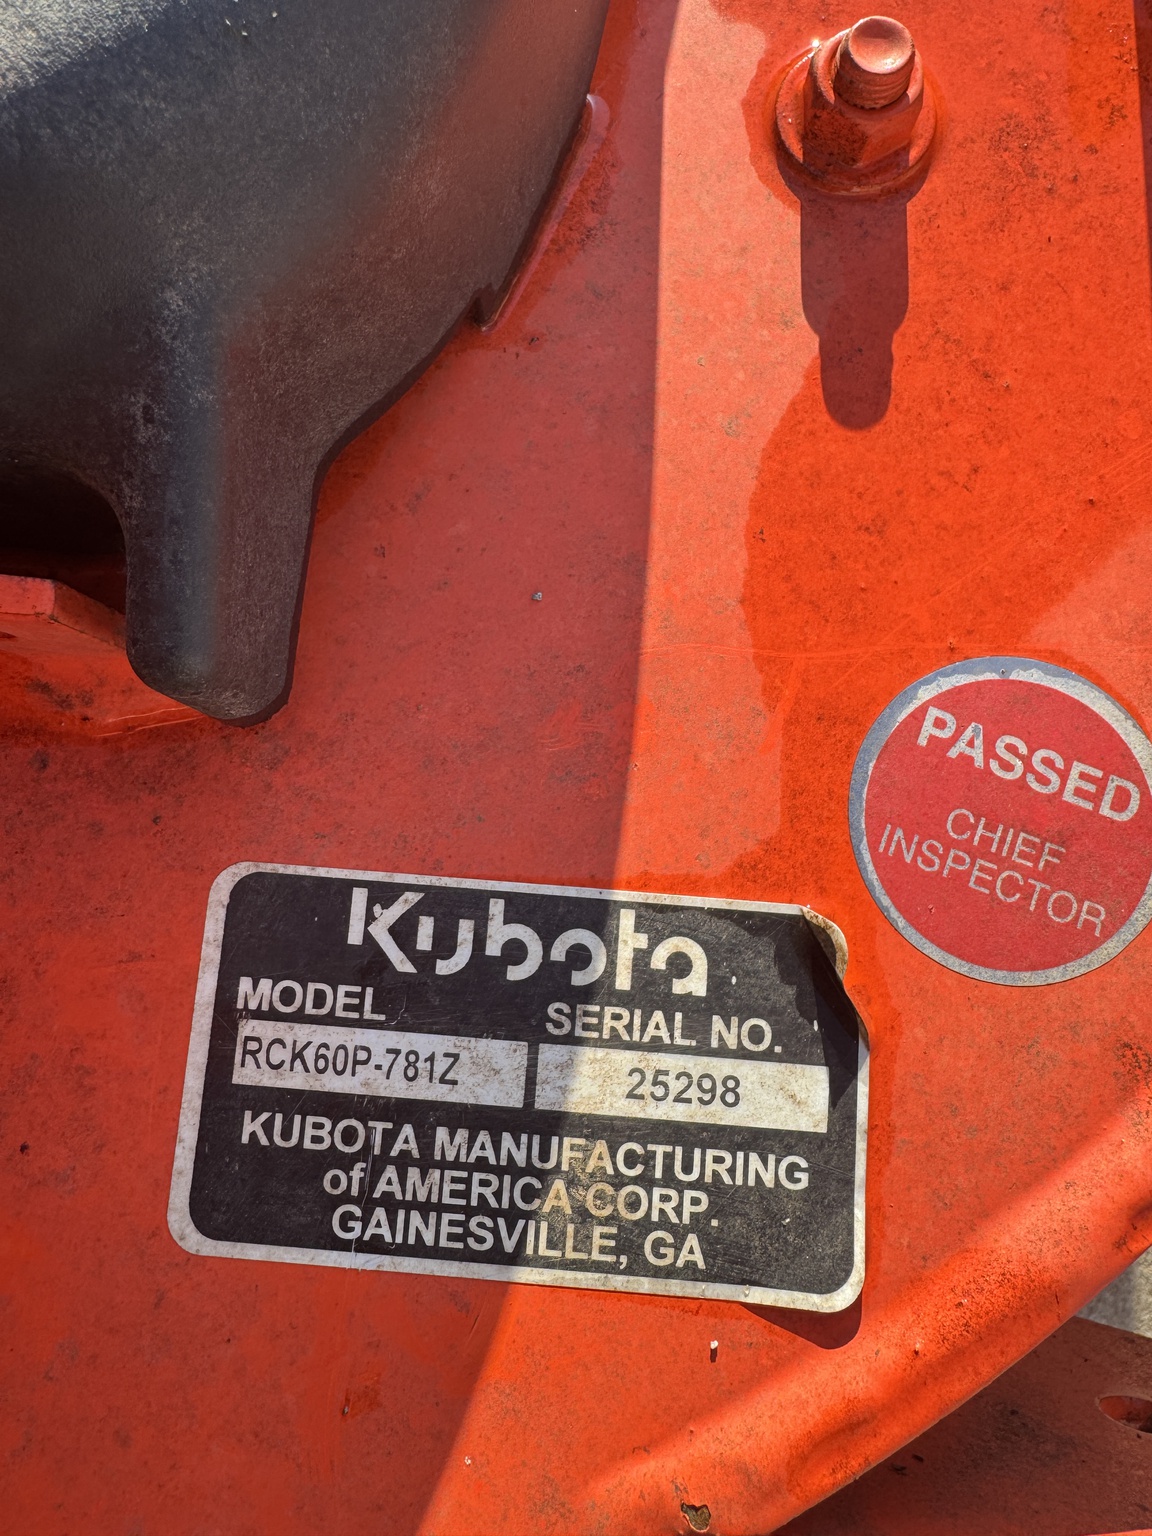 PASSED
CHIEF
INSPECTOR
Kubota
MODEL SERIAL NO.
RCK60P-781Z 25298
KUBOTA MANUFACTURING
of AMERICA CORP.
GAINESVILLE, GA